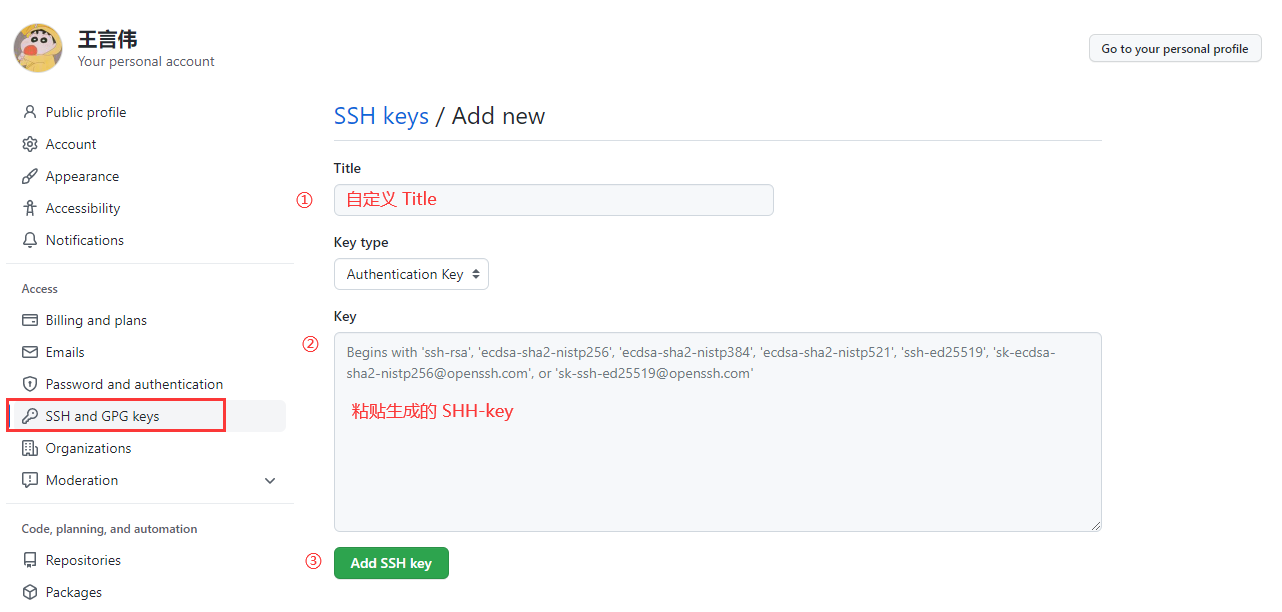 王言伟
Your personal account
Go to your personal profile
Public profile
Account
Appearance
Accessibility
Notifications
Access
Billing and plans
Emails
Password and authentication
SSH and GPG keys
Organizations
Moderation
Code, planning, and automation
Repositories
Packages
SSH keys / Add new
Title
① 自定义 Title
Key type
Authentication Key
Key
② Begins with 'ssh-rsa', 'ecdsa-sha2-nistp256', 'ecdsa-sha2-nistp384', 'ecdsa-sha2-nistp521', 'ssh-ed25519', 'sk-ecdsa-
sha2-nistp256@openssh.com', or 'sk-ssh-ed25519@openssh.com'
粘贴生成的 SHH-key
③ Add SSH key